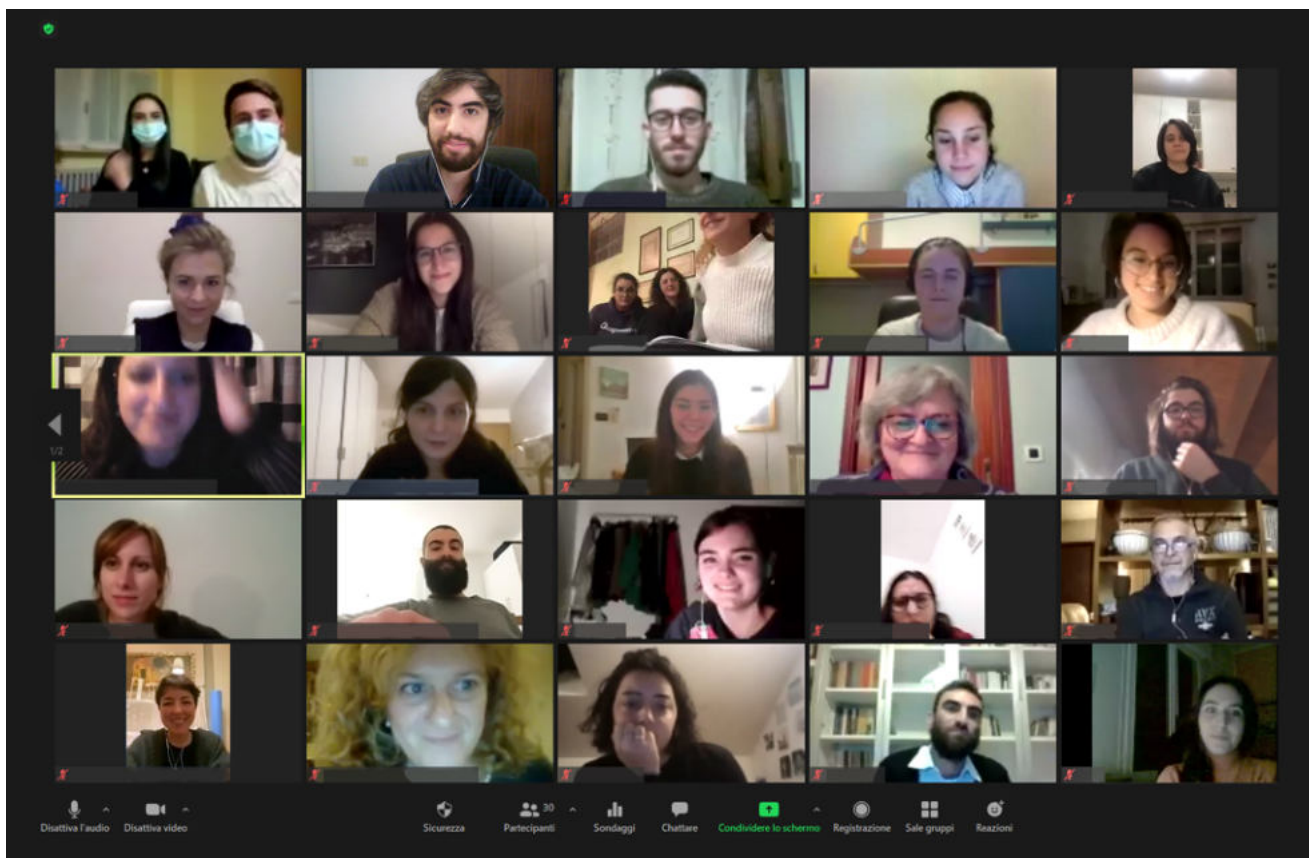 1/2
30
Disattiva l'audio
Disattiva video
Sicurezza
Partecipanti
Sondaggi
Chattare
Condividere lo schermo
Registrazione
Sale gruppi
Reazioni